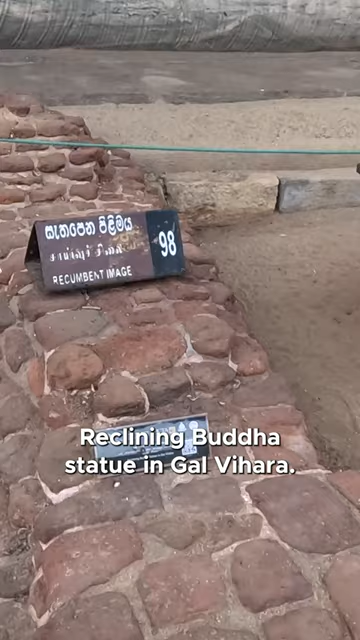 සැතපෙන පිළිමය
சாய்வுச் சிலை
RECUMBENT IMAGE
98
Reclining Buddha
statue in Gal Vihara.